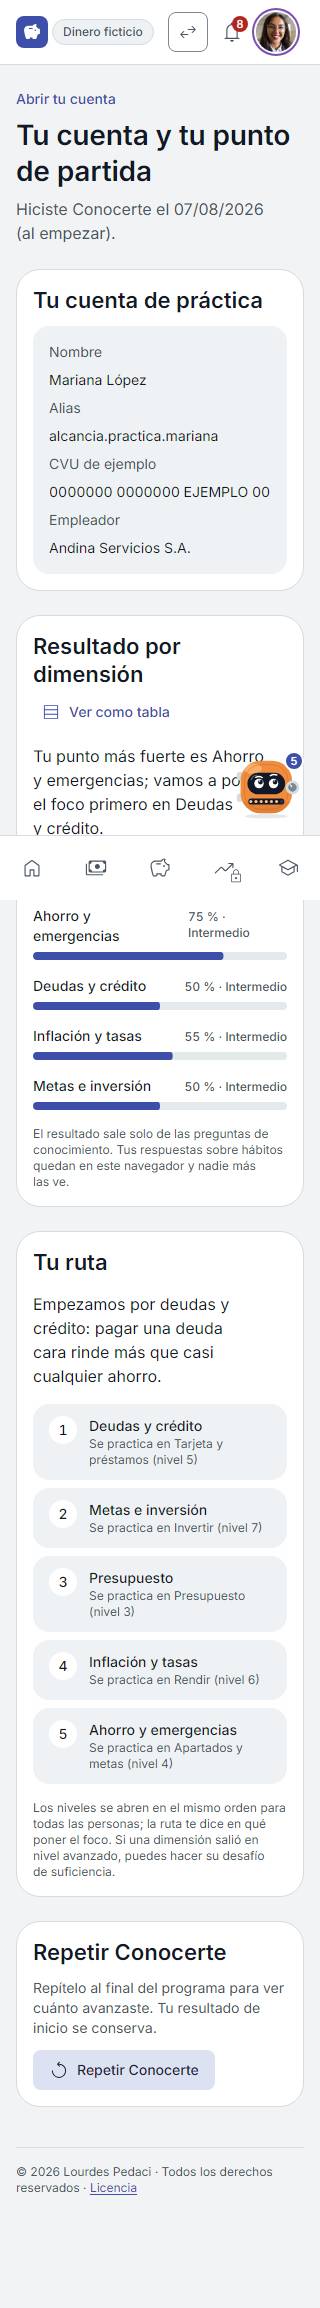 Dinero ficticio
8
Abrir tu cuenta
Tu cuenta y tu punto
de partida
Hiciste Conocerte el 07/08/2026
(al empezar).
Tu cuenta de práctica
Nombre
Mariana López
Alias
alcancia.practica.mariana
CVU de ejemplo
0000000 0000000 EJEMPLO 00
Empleador
Andina Servicios S.A.
Resultado por
dimensión
Ver como tabla
Tu punto más fuerte es Ahorro
5
y emergencias; vamos a
el foco primero en Deudas
y crédito.
Ahorro y
emergencias
75 % ·
Intermedio
Deudas y crédito 50 % · Intermedio
Inflación y tasas 55 % · Intermedio
Metas e inversión 50 % · Intermedio
El resultado sale solo de las preguntas de
conocimiento. Tus respuestas sobre hábitos
quedan en este navegador y nadie más
las ve.
Tu ruta
Empezamos por deudas y
crédito: pagar una deuda
cara rinde más que casi
cualquier ahorro.
1 Deudas y crédito
Se practica en Tarjeta y
préstamos (nivel 5)
2 Metas e inversión
Se practica en Invertir (nivel 7)
3 Presupuesto
Se practica en Presupuesto
(nivel 3)
4 Inflación y tasas
Se practica en Rendir (nivel 6)
5 Ahorro y emergencias
Se practica en Apartados y
metas (nivel 4)
Los niveles se abren en el mismo orden para
todas las personas; la ruta te dice en qué
poner el foco. Si una dimensión salió en
nivel avanzado, puedes hacer su desafío
de suficiencia.
Repetir Conocerte
Repítelo al final del programa para ver
cuánto avanzaste. Tu resultado de
inicio se conserva.
Repetir Conocerte
© 2026 Lourdes Pedaci · Todos los derechos
reservados · Licencia